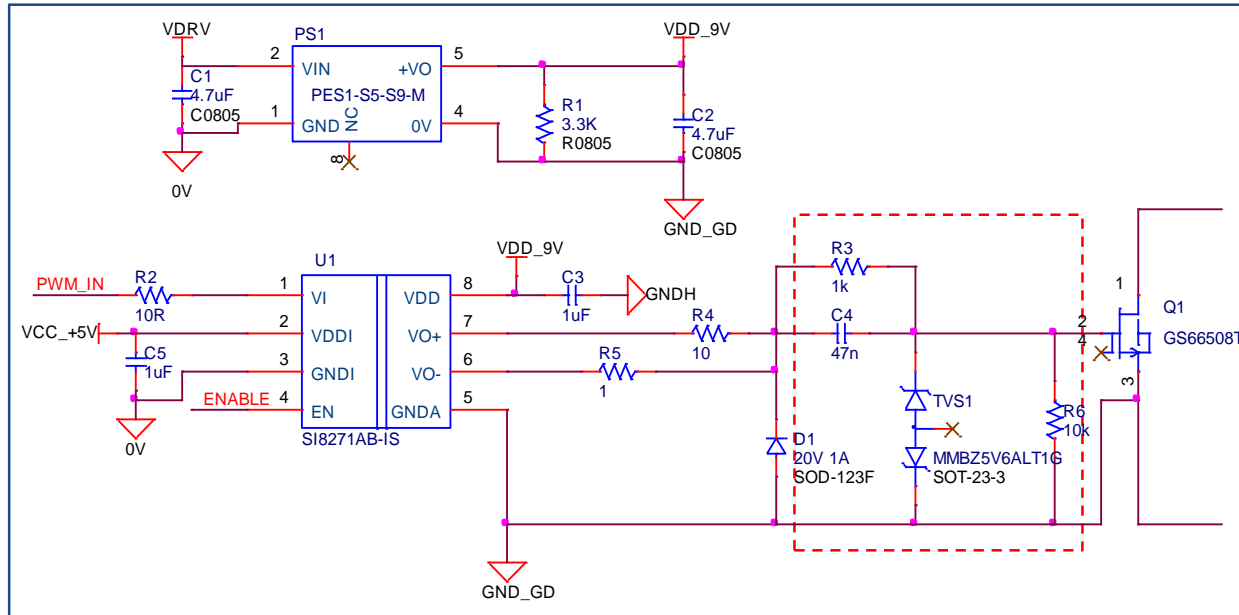 VDRV
PS1
VDD_9V
2
VIN
+VO
5
C1
4.7uF
C0805
PES1-S5-S9-M
R1
3.3K
R0805
C2
4.7uF
C0805
1
GND
NC
0V
4
8
0V
GND_GD
U1
VDD_9V
PWM_IN
R2
10R
1
VI
VDD
8
C3
1uF
GNDH
R3
1k
1
Q1
GS66508T
VCC_+5V
2
VDDI
VO+
7
R4
10
C4
47n
2
4
C5
1uF
3
GNDI
VO-
6
R5
1
3
ENABLE
4
EN
GNDA
5
SI8271AB-IS
TVS1
R6
10k
0V
D1
20V 1A
SOD-123F
MMBZ5V6ALT1G
SOT-23-3
GND_GD